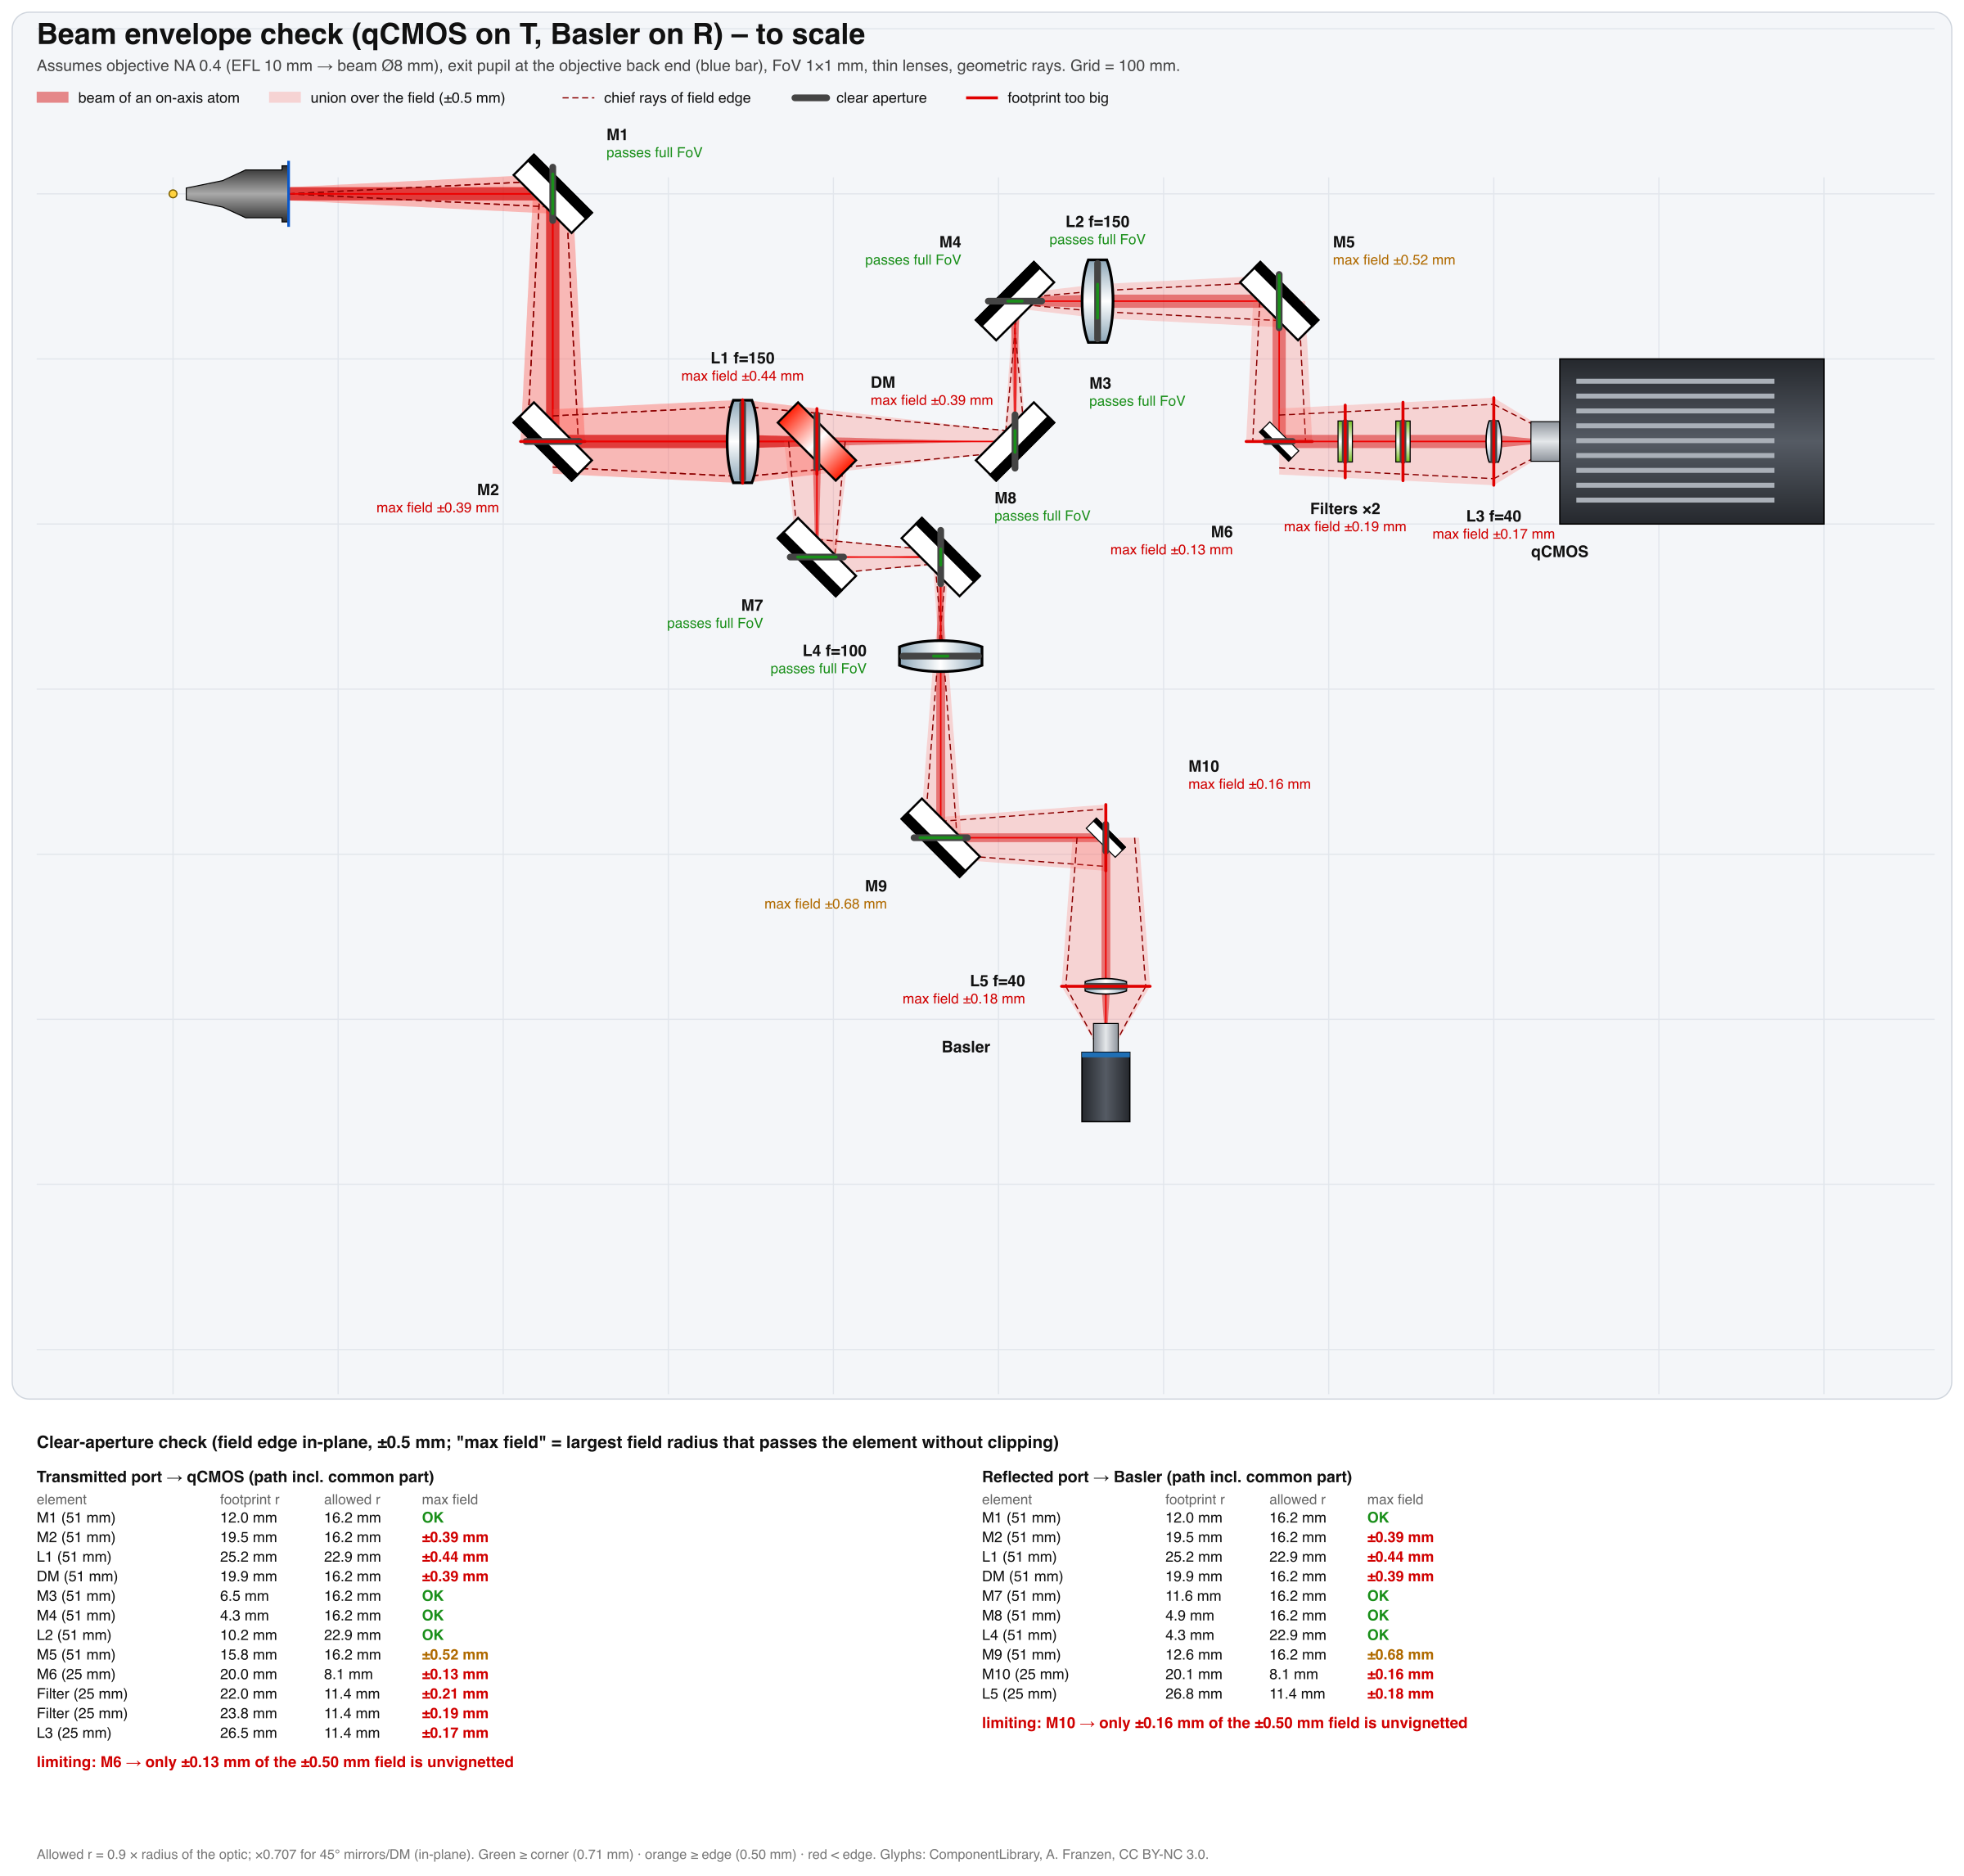 Beam envelope check (qCMOS on T, Basler on R) – to scale
Assumes objective NA 0.4 (EFL 10 mm → beam Ø8 mm), exit pupil at the objective back end (blue bar), FoV 1×1 mm, thin lenses, geometric rays. Grid = 100 mm.
beam of an on-axis atom
union over the field (±0.5 mm)
chief rays of field edge
clear aperture
footprint too big
M1
passes full FoV
L2 f=150
passes full FoV
M4
passes full FoV
M5
max field ±0.52 mm
L1 f=150
max field ±0.44 mm
DM
max field ±0.39 mm
M3
passes full FoV
M2
max field ±0.39 mm
M8
passes full FoV
Filters ×2
max field ±0.19 mm
L3 f=40
max field ±0.17 mm
M6
max field ±0.13 mm
qCMOS
M7
passes full FoV
L4 f=100
passes full FoV
M10
max field ±0.16 mm
M9
max field ±0.68 mm
L5 f=40
max field ±0.18 mm
Basler
Clear-aperture check (field edge in-plane, ±0.5 mm; "max field" = largest field radius that passes the element without clipping)
Transmitted port → qCMOS (path incl. common part)
element footprint r allowed r max field
M1 (51 mm) 12.0 mm 16.2 mm OK
M2 (51 mm) 19.5 mm 16.2 mm ±0.39 mm
L1 (51 mm) 25.2 mm 22.9 mm ±0.44 mm
DM (51 mm) 19.9 mm 16.2 mm ±0.39 mm
M3 (51 mm) 6.5 mm 16.2 mm OK
M4 (51 mm) 4.3 mm 16.2 mm OK
L2 (51 mm) 10.2 mm 22.9 mm OK
M5 (51 mm) 15.8 mm 16.2 mm ±0.52 mm
M6 (25 mm) 20.0 mm 8.1 mm ±0.13 mm
Filter (25 mm) 22.0 mm 11.4 mm ±0.21 mm
Filter (25 mm) 23.8 mm 11.4 mm ±0.19 mm
L3 (25 mm) 26.5 mm 11.4 mm ±0.17 mm
limiting: M6 → only ±0.13 mm of the ±0.50 mm field is unvignetted
Reflected port → Basler (path incl. common part)
element footprint r allowed r max field
M1 (51 mm) 12.0 mm 16.2 mm OK
M2 (51 mm) 19.5 mm 16.2 mm ±0.39 mm
L1 (51 mm) 25.2 mm 22.9 mm ±0.44 mm
DM (51 mm) 19.9 mm 16.2 mm ±0.39 mm
M7 (51 mm) 11.6 mm 16.2 mm OK
M8 (51 mm) 4.9 mm 16.2 mm OK
L4 (51 mm) 4.3 mm 22.9 mm OK
M9 (51 mm) 12.6 mm 16.2 mm ±0.68 mm
M10 (25 mm) 20.1 mm 8.1 mm ±0.16 mm
L5 (25 mm) 26.8 mm 11.4 mm ±0.18 mm
limiting: M10 → only ±0.16 mm of the ±0.50 mm field is unvignetted
Allowed r = 0.9 × radius of the optic; ×0.707 for 45° mirrors/DM (in-plane). Green ≥ corner (0.71 mm) · orange ≥ edge (0.50 mm) · red < edge. Glyphs: ComponentLibrary, A. Franzen, CC BY-NC 3.0.